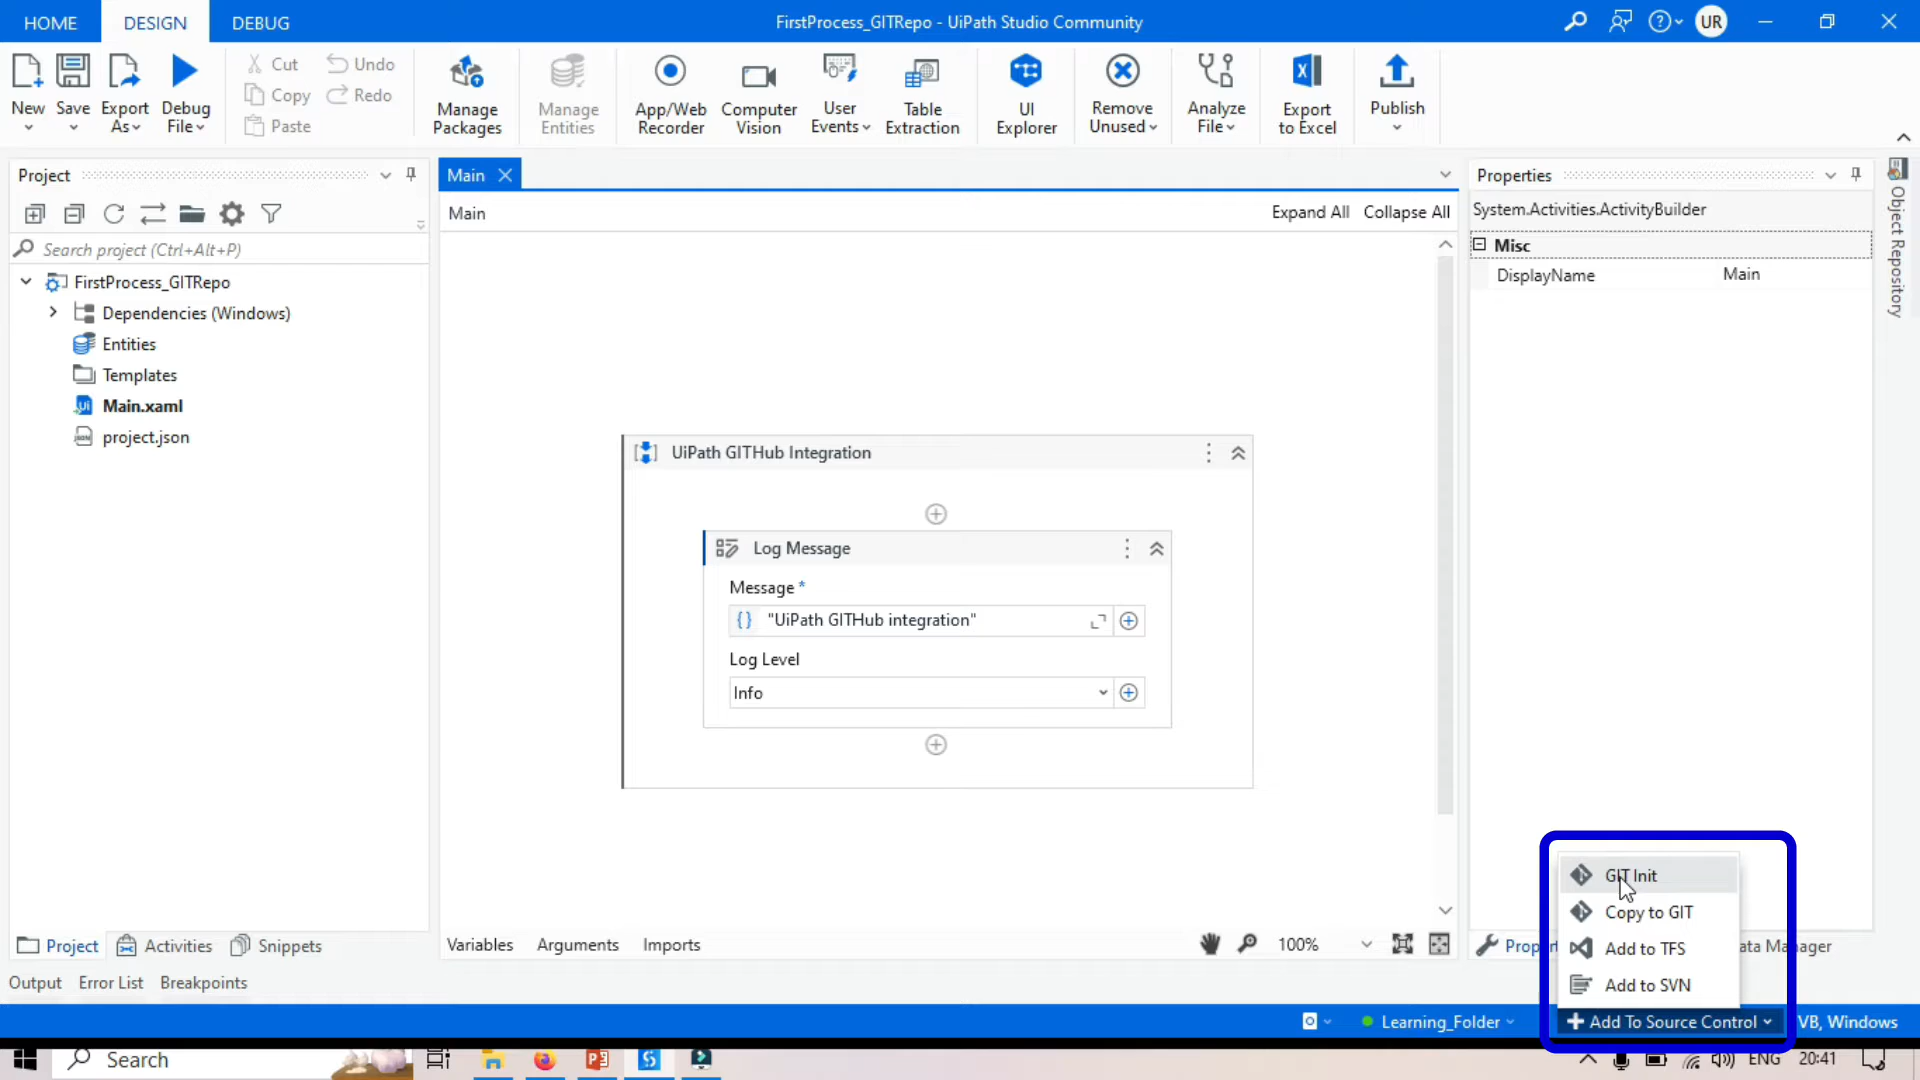 HOME DESIGN DEBUG FirstProcess_GITRepo - UiPath Studio Community UR
New Save Export As Debug File Cut Copy Paste Undo Redo Manage Packages Manage Entities App/Web Recorder Computer Vision User Events Table Extraction UI Explorer Remove Unused Analyze File Export to Excel Publish
Project
Search project (Ctrl+Alt+P)
FirstProcess_GITRepo
Dependencies (Windows)
Entities
Templates
Main.xaml
project.json
Project Activities Snippets
Main
Main Expand All Collapse All
UiPath GITHub Integration
Log Message
Message *
"UiPath GITHub integration"
Log Level
Info
Variables Arguments Imports 100%
Properties
System.Activities.ActivityBuilder
Misc
DisplayName Main
Object Repository
GIT Init
Copy to GIT
Add to TFS
Add to SVN
Proper ata Manager
Output Error List Breakpoints
Learning_Folder Add To Source Control VB, Windows
Search ENG 20:41